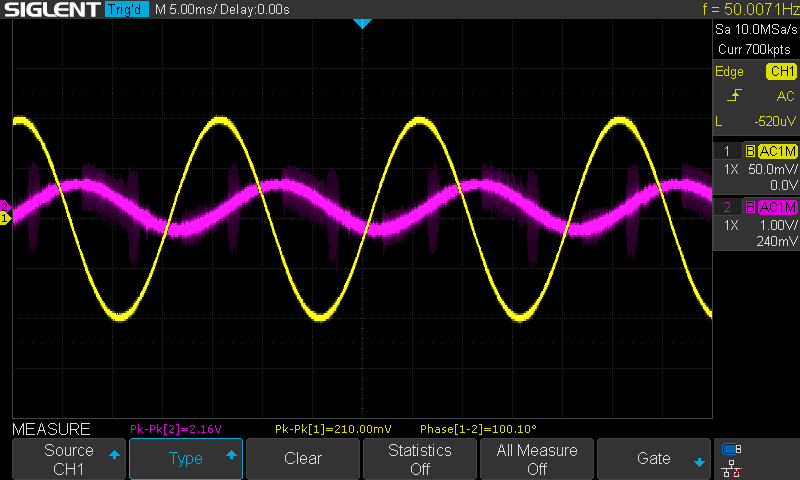 SIGLENT Trig'd M 5.00ms/ Delay:0.00s f = 50.0071Hz
Sa 10.0MSa/s
Curr 700kpts
Edge CH1
AC
L -520uV
1 B AC1M
1X 50.0mV/
0.0V
2 B AC1M
1X 1.00V/
240mV
2
1
MEASURE Pk-Pk[2]=2.16V Pk-Pk[1]=210.00mV Phase[1-2]=100.10°
Source
CH1
Type
Clear
Statistics
Off
All Measure
Off
Gate